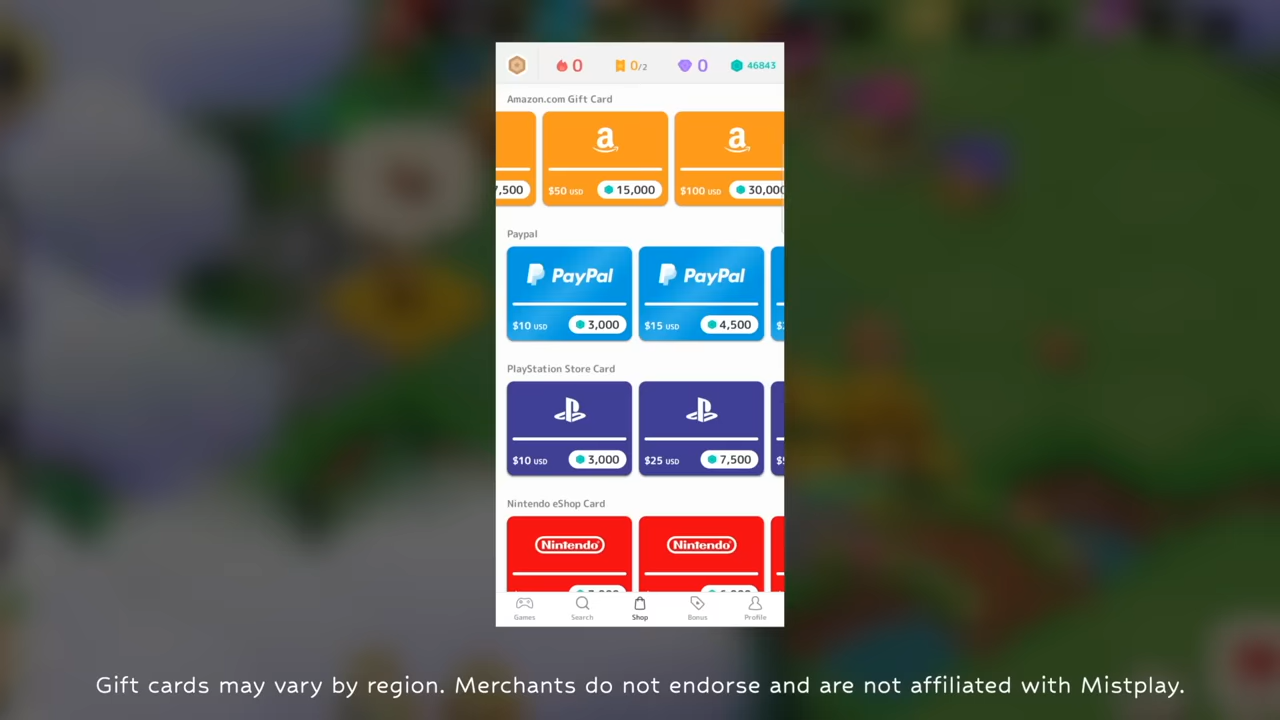 0 0/2 0 46843
Amazon.com Gift Card
a a
,500 $50 USD 15,000 $100 USD 30,000
Paypal
PayPal PayPal
$10 USD 3,000 $15 USD 4,500
PlayStation Store Card
$10 USD 3,000 $25 USD 7,500
Nintendo eShop Card
Nintendo Nintendo
Games Search Shop Bonus Profile
Gift cards may vary by region. Merchants do not endorse and are not affiliated with Mistplay.